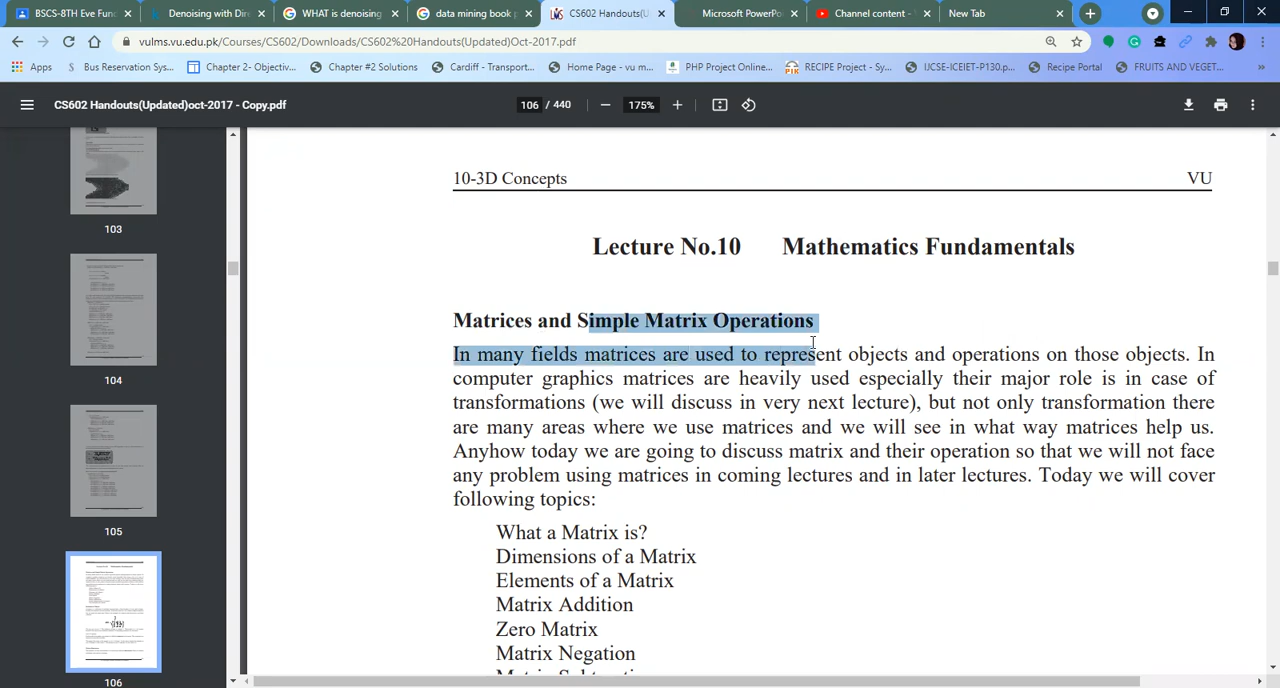 BSCS-8TH Eve Fun
Denoising with Dir
WHAT is denoising
data mining book p
CS602 Handouts(U
Microsoft PowerPo
Channel content -
New Tab
vulms.vu.edu.pk/Courses/CS602/Downloads/CS602%20Handouts(Updated)Oct-2017.pdf
Apps
Bus Reservation Sys...
Chapter 2- Objectiv...
Chapter #2 Solutions
Cardiff - Transport...
Home Page - vu m...
PHP Project Online...
RECIPE Project - Sy...
IJCSE-ICEIET-P130.p...
Recipe Portal
FRUITS AND VEGET...
CS602 Handouts(Updated)oct-2017 - Copy.pdf
106 / 440
175%
103
104
105
106
10-3D Concepts VU
Lecture No.10 Mathematics Fundamentals
Matrices and Simple Matrix Operations
In many fields matrices are used to represent objects and operations on those objects. In
computer graphics matrices are heavily used especially their major role is in case of
transformations (we will discuss in very next lecture), but not only transformation there
are many areas where we use matrices and we will see in what way matrices help us.
Anyhow today we are going to discuss matrix and their operation so that we will not face
any problem using matrices in coming lectures and in later lectures. Today we will cover
following topics:
What a Matrix is?
Dimensions of a Matrix
Elements of a Matrix
Matrix Addition
Zero Matrix
Matrix Negation